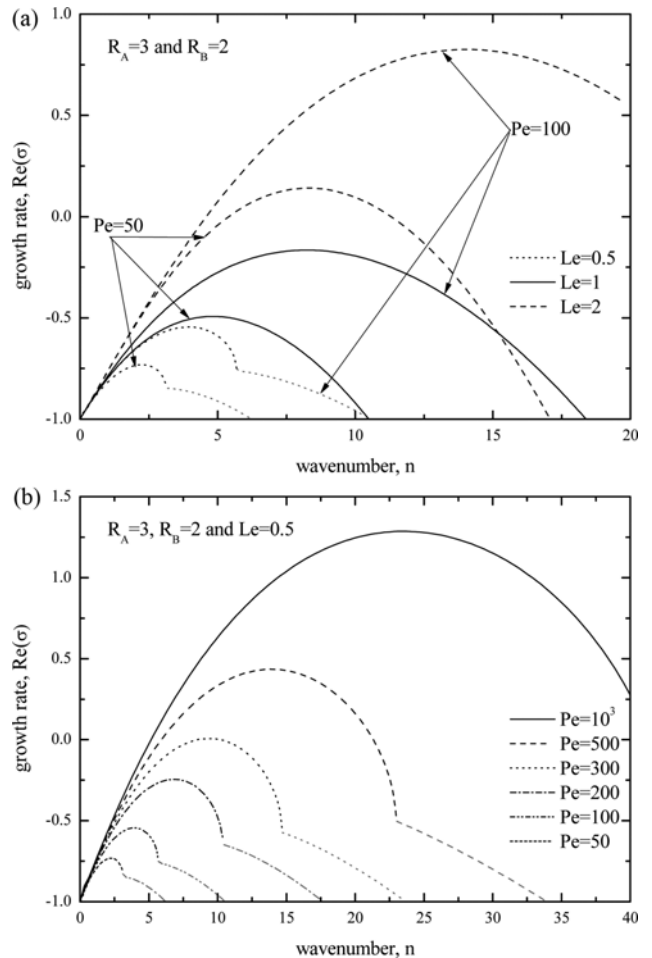 (a)
R_A=3 and R_B=2
1.0
0.5
0.0
-0.5
-1.0
growth rate, Re(σ)
Pe=100
Pe=50
Le=0.5
Le=1
Le=2
0 5 10 15 20
wavenumber, n
(b)
R_A=3, R_B=2 and Le=0.5
1.5
1.0
0.5
0.0
-0.5
-1.0
growth rate, Re(σ)
Pe=10³
Pe=500
Pe=300
Pe=200
Pe=100
Pe=50
0 5 10 15 20 25 30 35 40
wavenumber, n